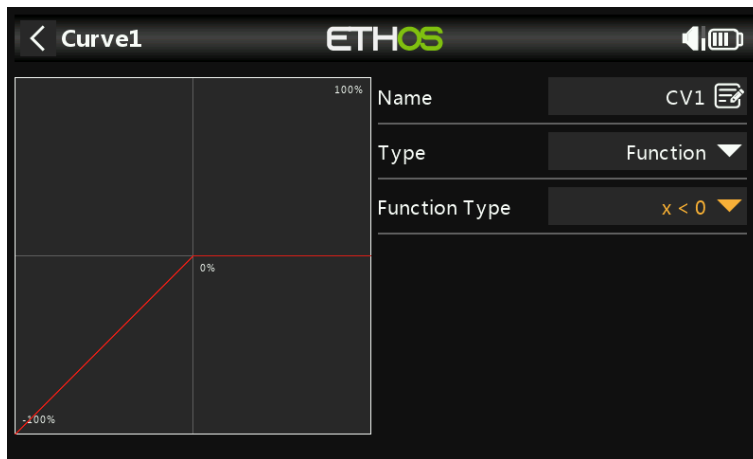 Curve1
ETHOS
100%
Name
CV1
Type
Function
Function Type
x < 0
0%
-100%